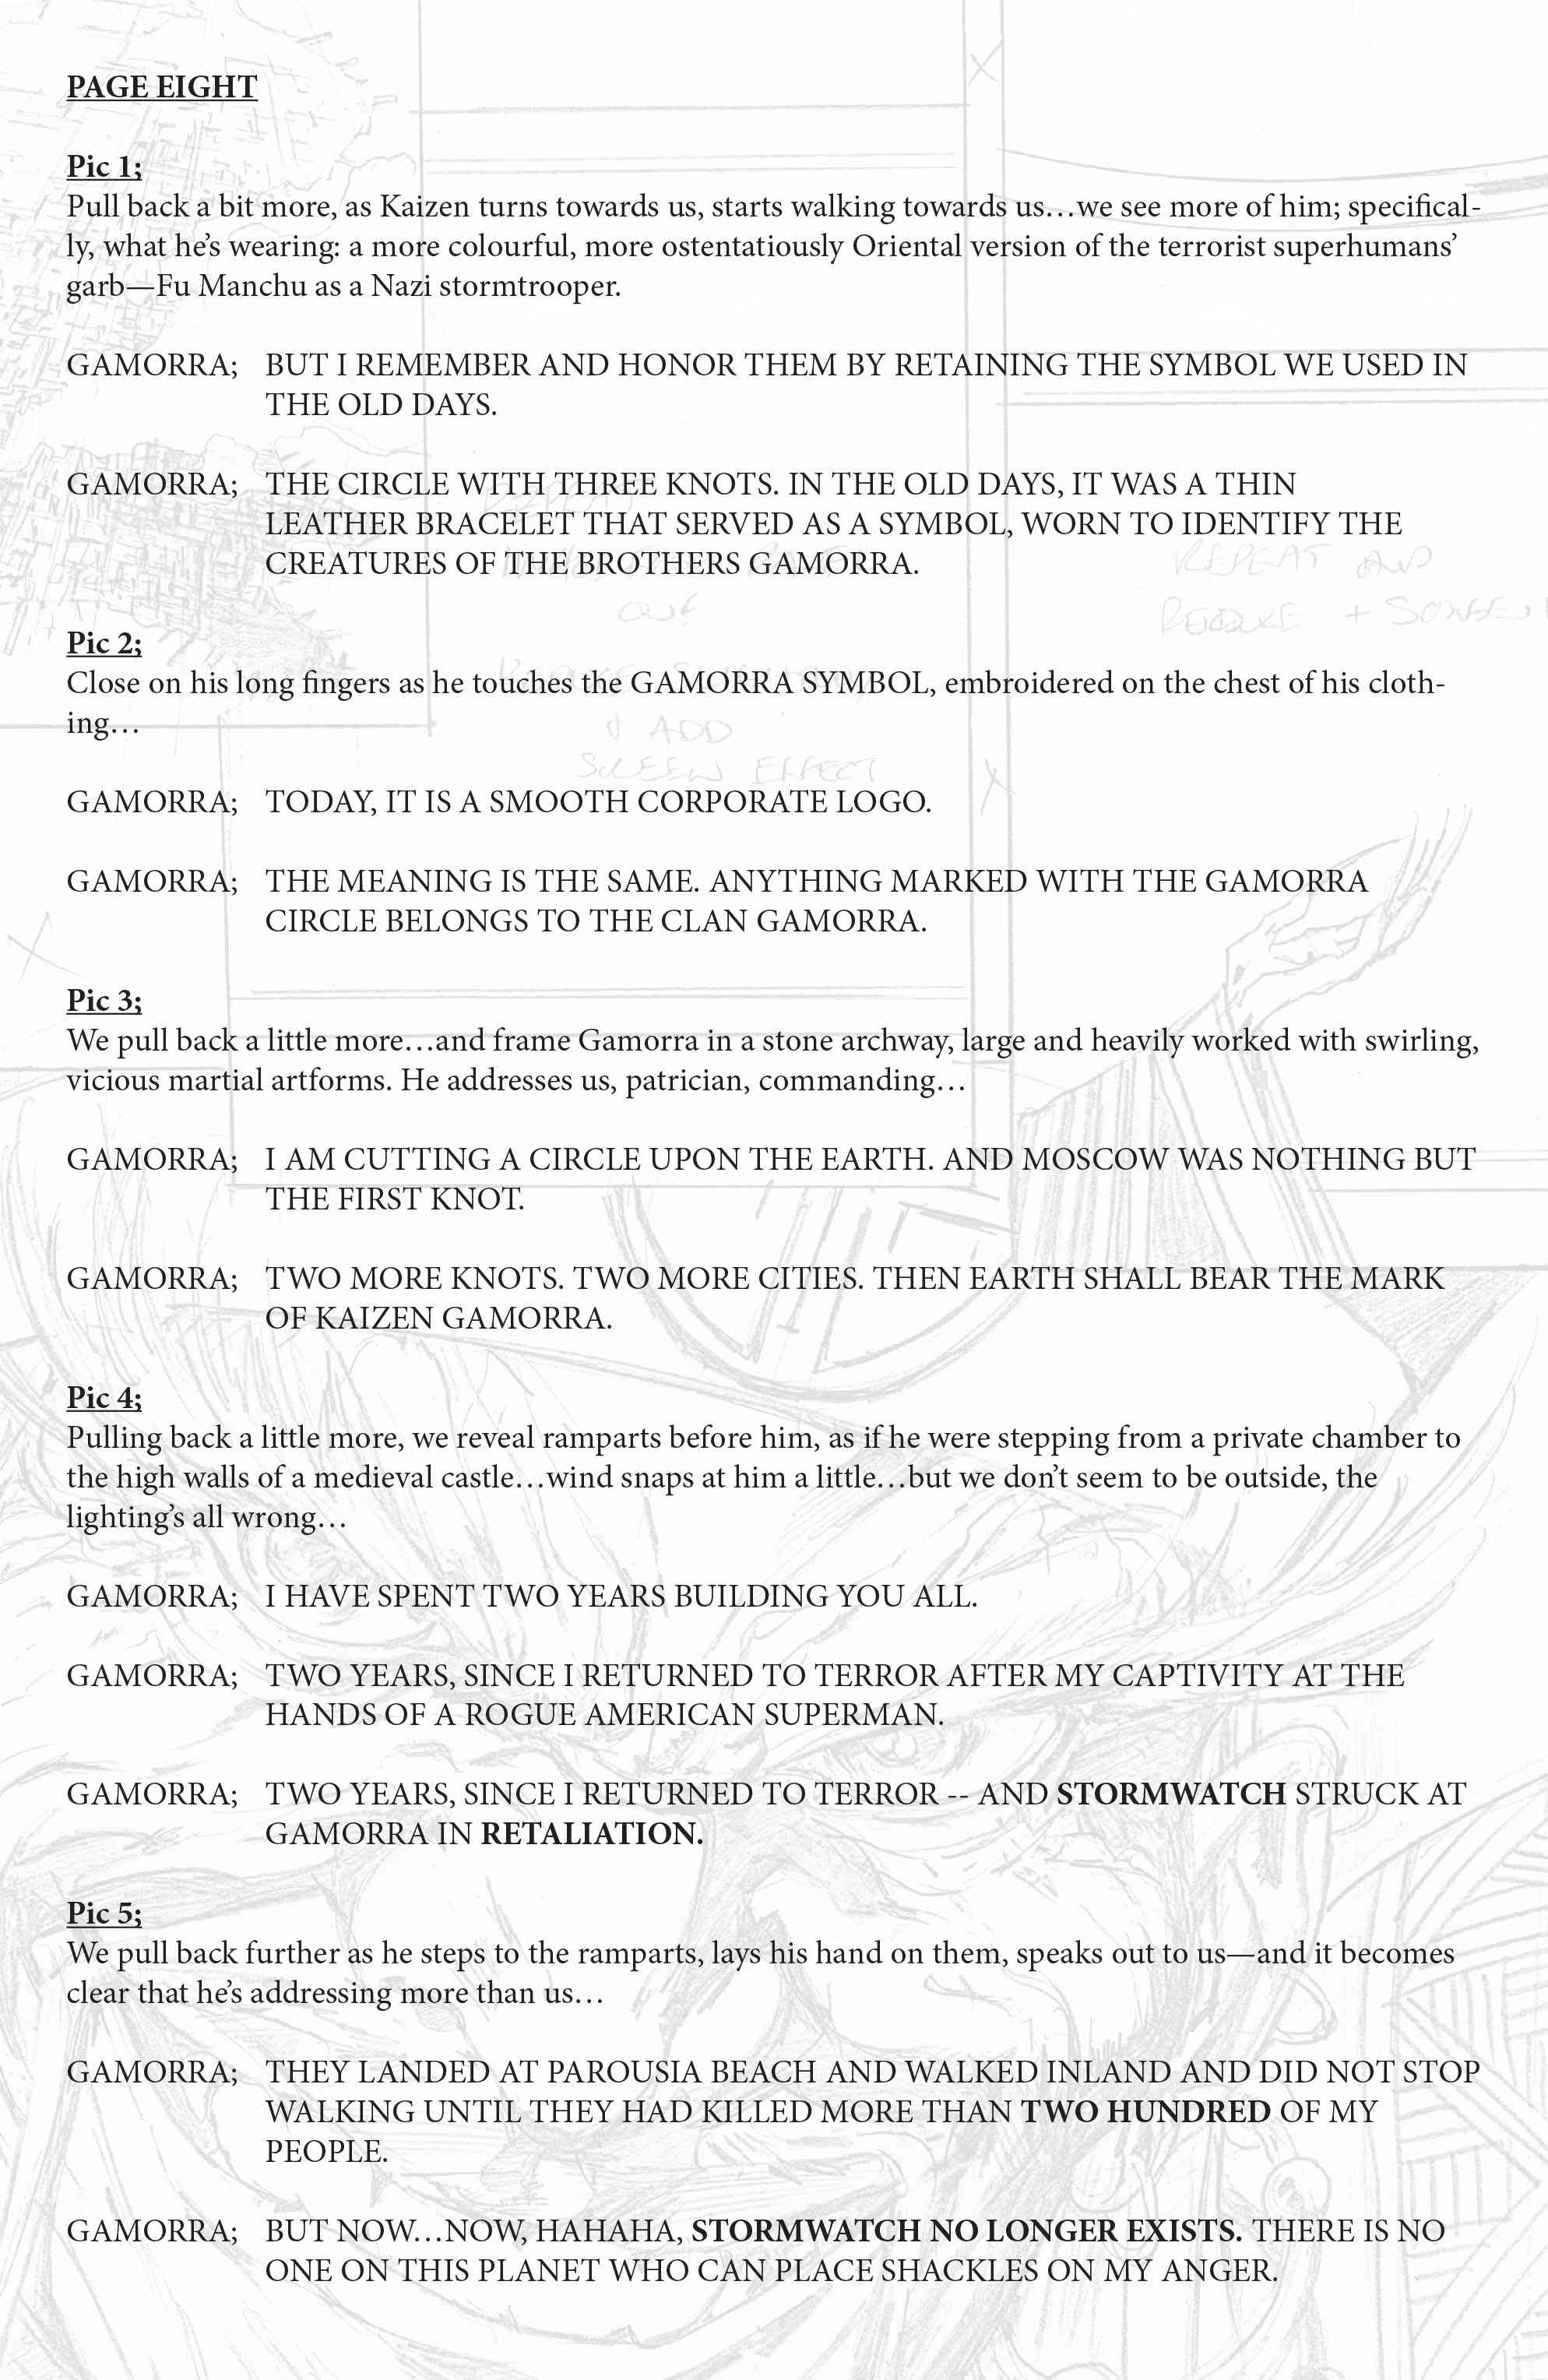 PAGE EIGHT
Pic 1;
Pull back a bit more, as Kaizen turns towards us, starts walking towards us…we see more of him; specifical-
ly, what he's wearing: a more colourful, more ostentatiously Oriental version of the terrorist superhumans'
garb—Fu Manchu as a Nazi stormtrooper.
GAMORRA; BUT I REMEMBER AND HONOR THEM BY RETAINING THE SYMBOL WE USED IN
THE OLD DAYS.
GAMORRA; THE CIRCLE WITH THREE KNOTS. IN THE OLD DAYS, IT WAS A THIN
LEATHER BRACELET THAT SERVED AS A SYMBOL, WORN TO IDENTIFY THE
CREATURES OF THE BROTHERS GAMORRA.
REPEAT AND
REDUKE +
OUT
Pic 2;
Close on his long fingers as he touches the GAMORRA SYMBOL, embroidered on the chest of his cloth-
ing…
& ADD
SCREEN EFFECT
GAMORRA; TODAY, IT IS A SMOOTH CORPORATE LOGO.
GAMORRA; THE MEANING IS THE SAME. ANYTHING MARKED WITH THE GAMORRA
CIRCLE BELONGS TO THE CLAN GAMORRA.
Pic 3;
We pull back a little more…and frame Gamorra in a stone archway, large and heavily worked with swirling,
vicious martial artforms. He addresses us, patrician, commanding…
GAMORRA; I AM CUTTING A CIRCLE UPON THE EARTH. AND MOSCOW WAS NOTHING BUT
THE FIRST KNOT.
GAMORRA; TWO MORE KNOTS. TWO MORE CITIES. THEN EARTH SHALL BEAR THE MARK
OF KAIZEN GAMORRA.
Pic 4;
Pulling back a little more, we reveal ramparts before him, as if he were stepping from a private chamber to
the high walls of a medieval castle…wind snaps at him a little…but we don't seem to be outside, the
lighting's all wrong…
GAMORRA; I HAVE SPENT TWO YEARS BUILDING YOU ALL.
GAMORRA; TWO YEARS, SINCE I RETURNED TO TERROR AFTER MY CAPTIVITY AT THE
HANDS OF A ROGUE AMERICAN SUPERMAN.
GAMORRA; TWO YEARS, SINCE I RETURNED TO TERROR -- AND STORMWATCH STRUCK AT
GAMORRA IN RETALIATION.
Pic 5;
We pull back further as he steps to the ramparts, lays his hand on them, speaks out to us—and it becomes
clear that he's addressing more than us…
GAMORRA; THEY LANDED AT PAROUSIA BEACH AND WALKED INLAND AND DID NOT STOP
WALKING UNTIL THEY HAD KILLED MORE THAN TWO HUNDRED OF MY
PEOPLE.
GAMORRA; BUT NOW…NOW, HAHAHA, STORMWATCH NO LONGER EXISTS. THERE IS NO
ONE ON THIS PLANET WHO CAN PLACE SHACKLES ON MY ANGER.